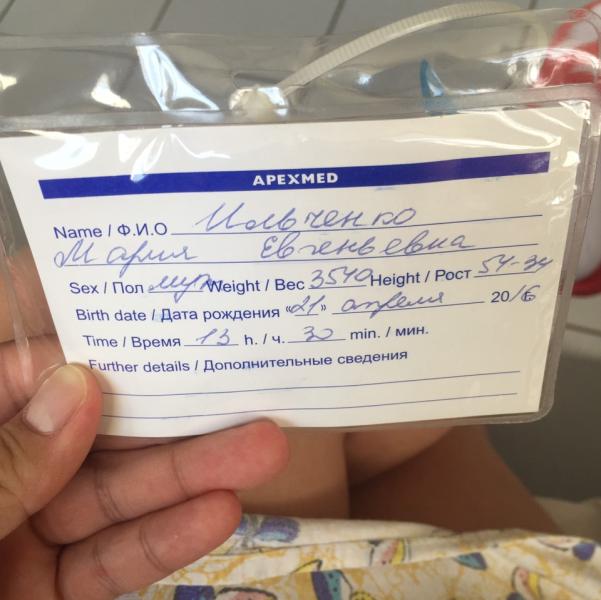 APEXMED
Name / Ф.И.О Ильченко
Мария Евгеньевна
Sex / Пол муж Weight / Вес 3540 Height / Рост 54-34
Birth date / Дата рождения «21» апреля 2016
Time / Время 13 h. / ч. 30 min. / мин.
Further details / Дополнительные сведения